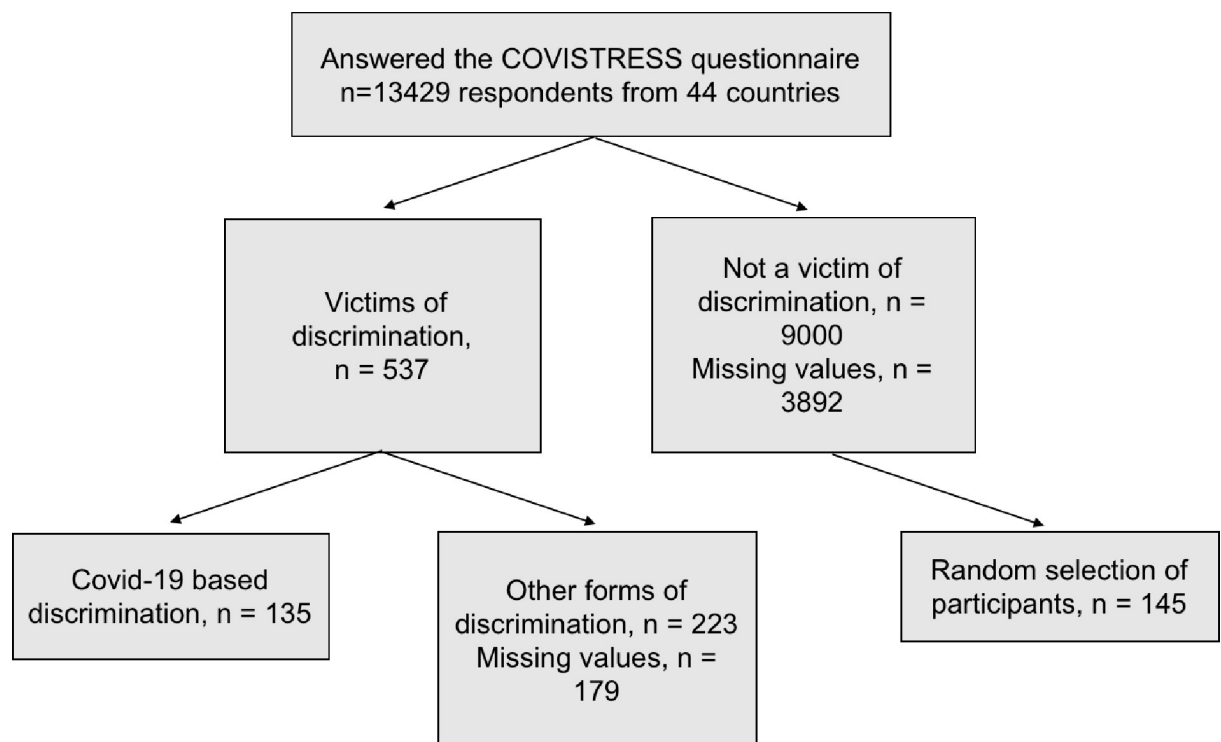 Answered the COVISTRESS questionnaire
n=13429 respondents from 44 countries
Victims of
discrimination,
n = 537
Not a victim of
discrimination, n =
9000
Missing values, n =
3892
Covid-19 based
discrimination, n = 135
Other forms of
discrimination, n = 223
Missing values, n =
179
Random selection of
participants, n = 145